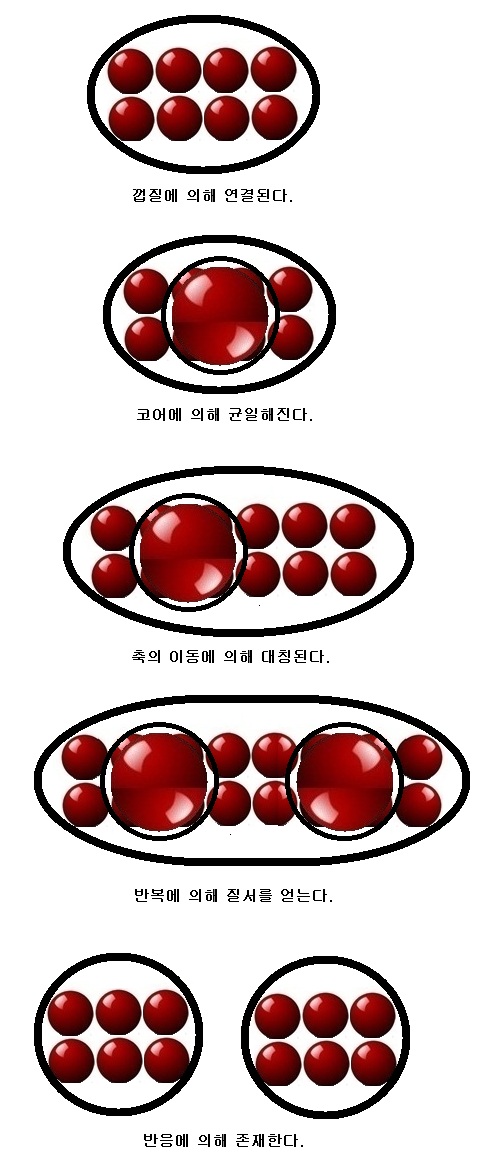 껍질에 의해 연결된다.
코어에 의해 균일해진다.
축의 이동에 의해 대칭된다.
반복에 의해 질서를 얻는다.
반응에 의해 존재한다.